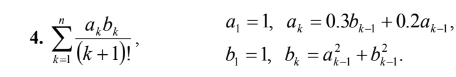 4. $\sum_{k=1}^{n} \frac{a_k b_k}{(k+1)!},$ $a_1 = 1, \; a_k = 0.3b_{k-1} + 0.2a_{k-1},$
$b_1 = 1, \; b_k = a_{k-1}^2 + b_{k-1}^2.$